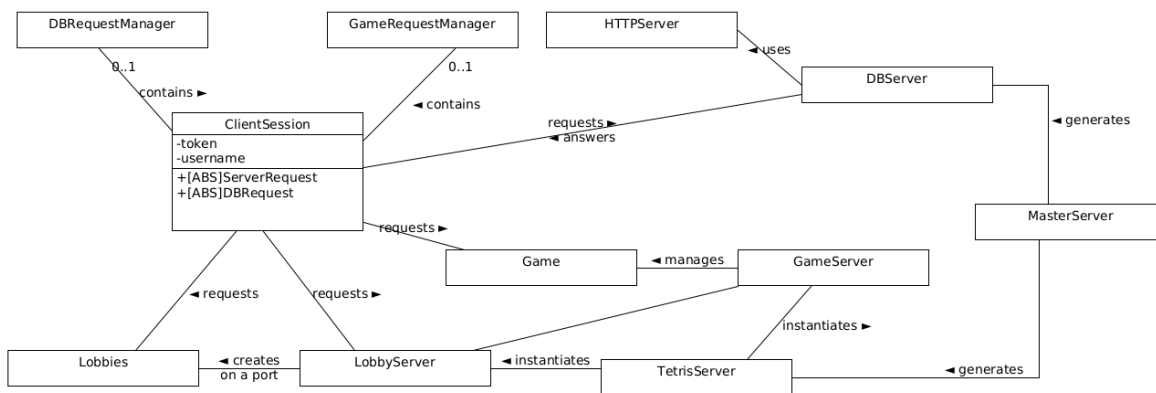 DBRequestManager
GameRequestManager
HTTPServer
◄ uses
0..1
0..1
DBServer
contains ►
◄ contains
ClientSession
requests ►
◄ answers
◄ generates
-token
-username
+[ABS]ServerRequest
+[ABS]DBRequest
MasterServer
requests ►
Game
◄ manages
GameServer
◄ requests
requests ►
instantiates ►
Lobbies
◄ creates
on a port
LobbyServer
◄ instantiates
TetrisServer
◄ generates